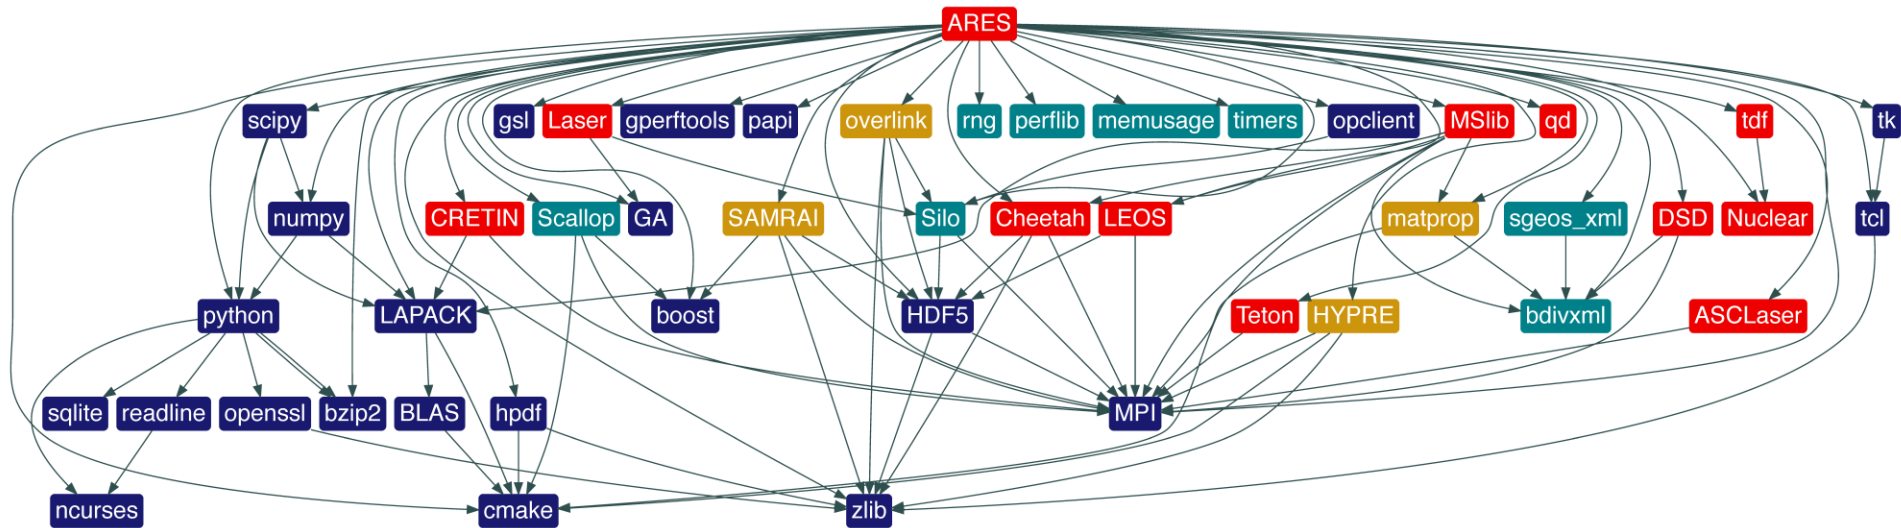 ARES
scipy
gsl
Laser
gperftools
papi
overlink
rng
perflib
memusage
timers
opclient
MSlib
qd
tdf
tk
numpy
CRETIN
Scallop
GA
SAMRAI
Silo
Cheetah
LEOS
matprop
sgeos_xml
DSD
Nuclear
tcl
python
LAPACK
boost
HDF5
Teton
HYPRE
bdivxml
ASCLaser
sqlite
readline
openssl
bzip2
BLAS
hpdf
MPI
ncurses
cmake
zlib